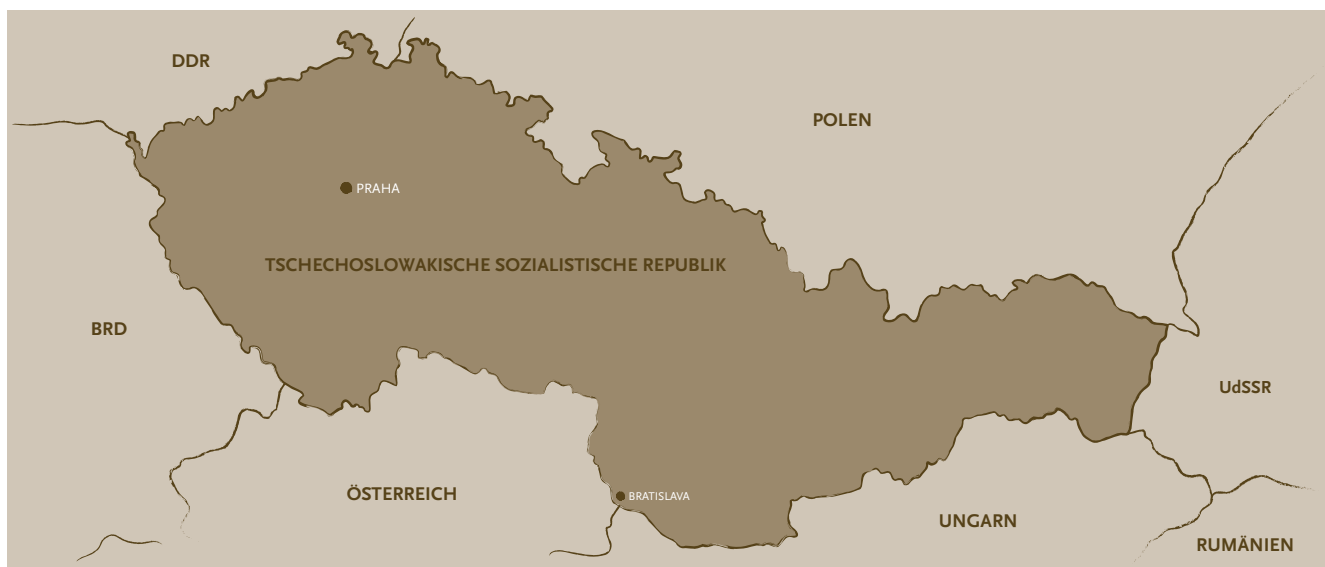 DDR
POLEN
PRAHA
TSCHECHOSLOWAKISCHE SOZIALISTISCHE REPUBLIK
BRD
UdSSR
ÖSTERREICH
BRATISLAVA
UNGARN
RUMÄNIEN